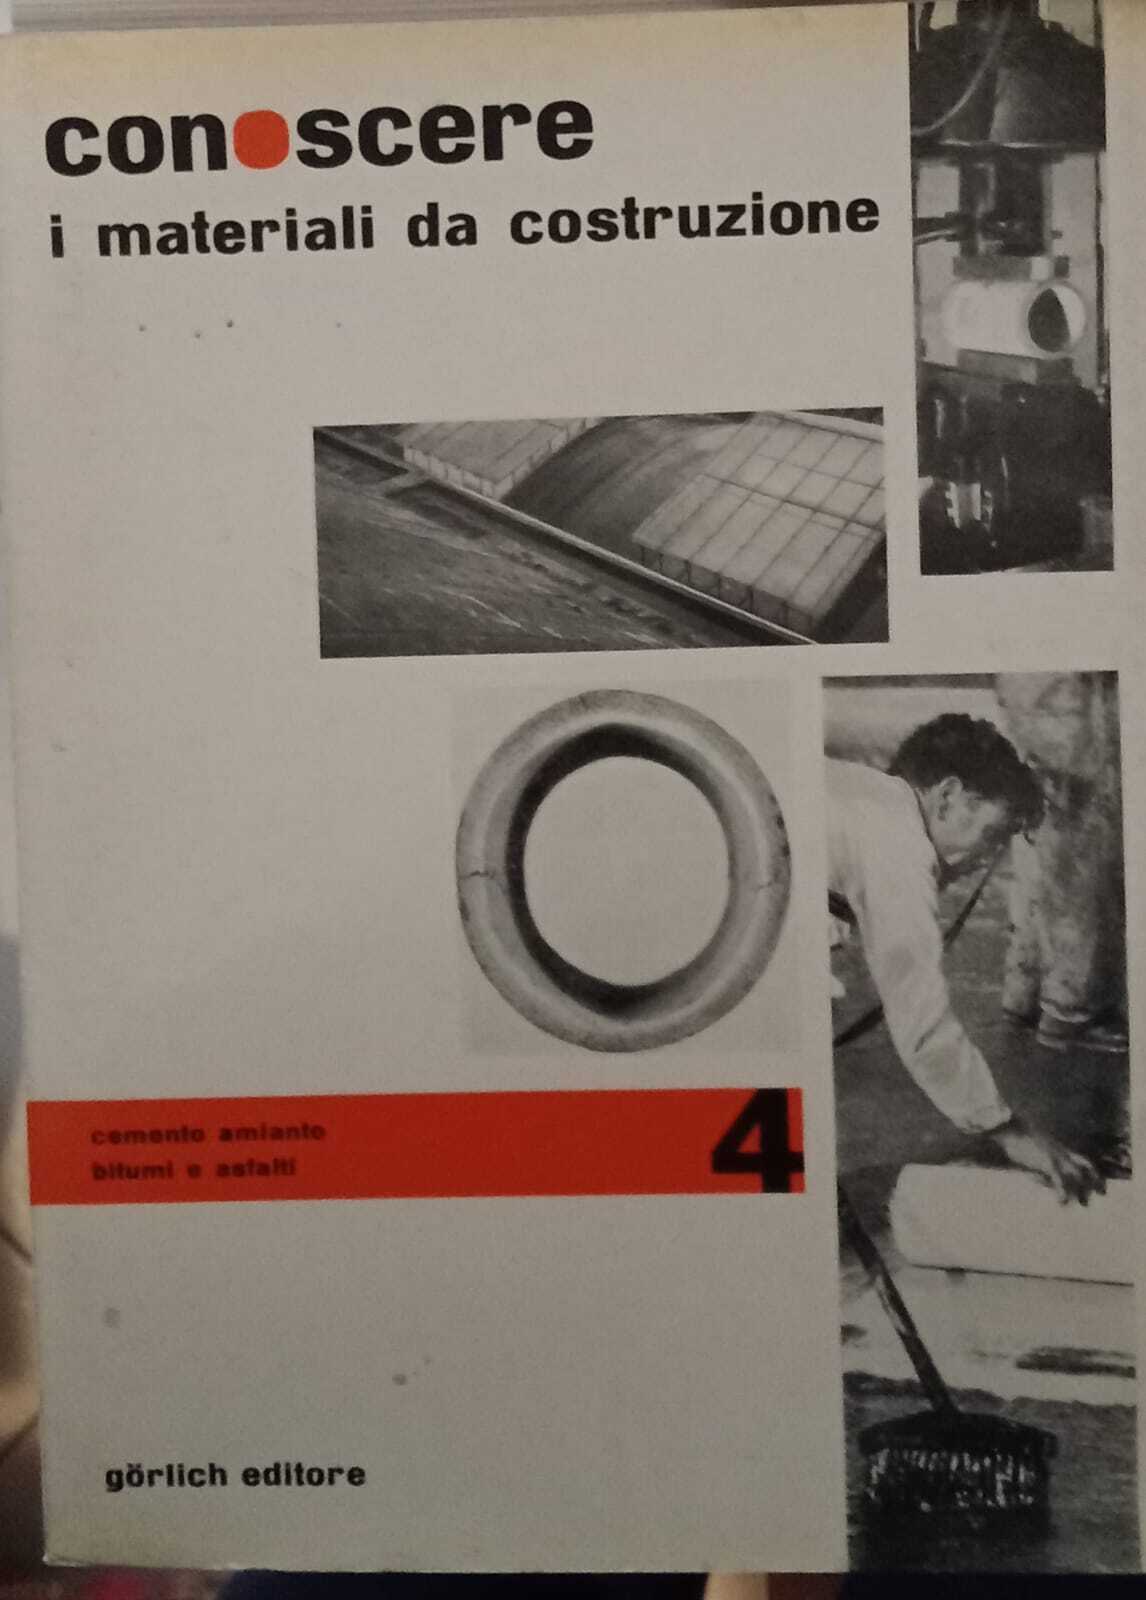 conoscere
i materiali da costruzione
cemento amianto
bitumi e asfalti
4
görlich editore